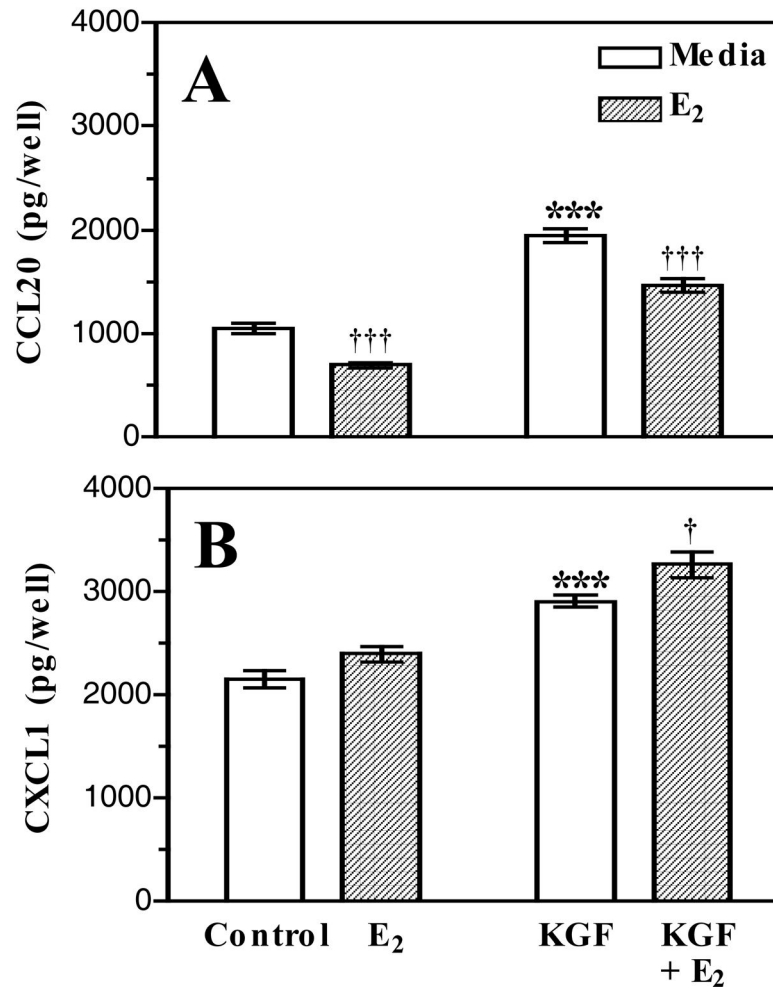 4000
3000
2000
1000
0
CCL20 (pg/well)
A
Media
E₂
†††
***
†††
4000
3000
2000
1000
0
CXCL1 (pg/well)
B
***
†
Control
E₂
KGF
KGF
+ E₂